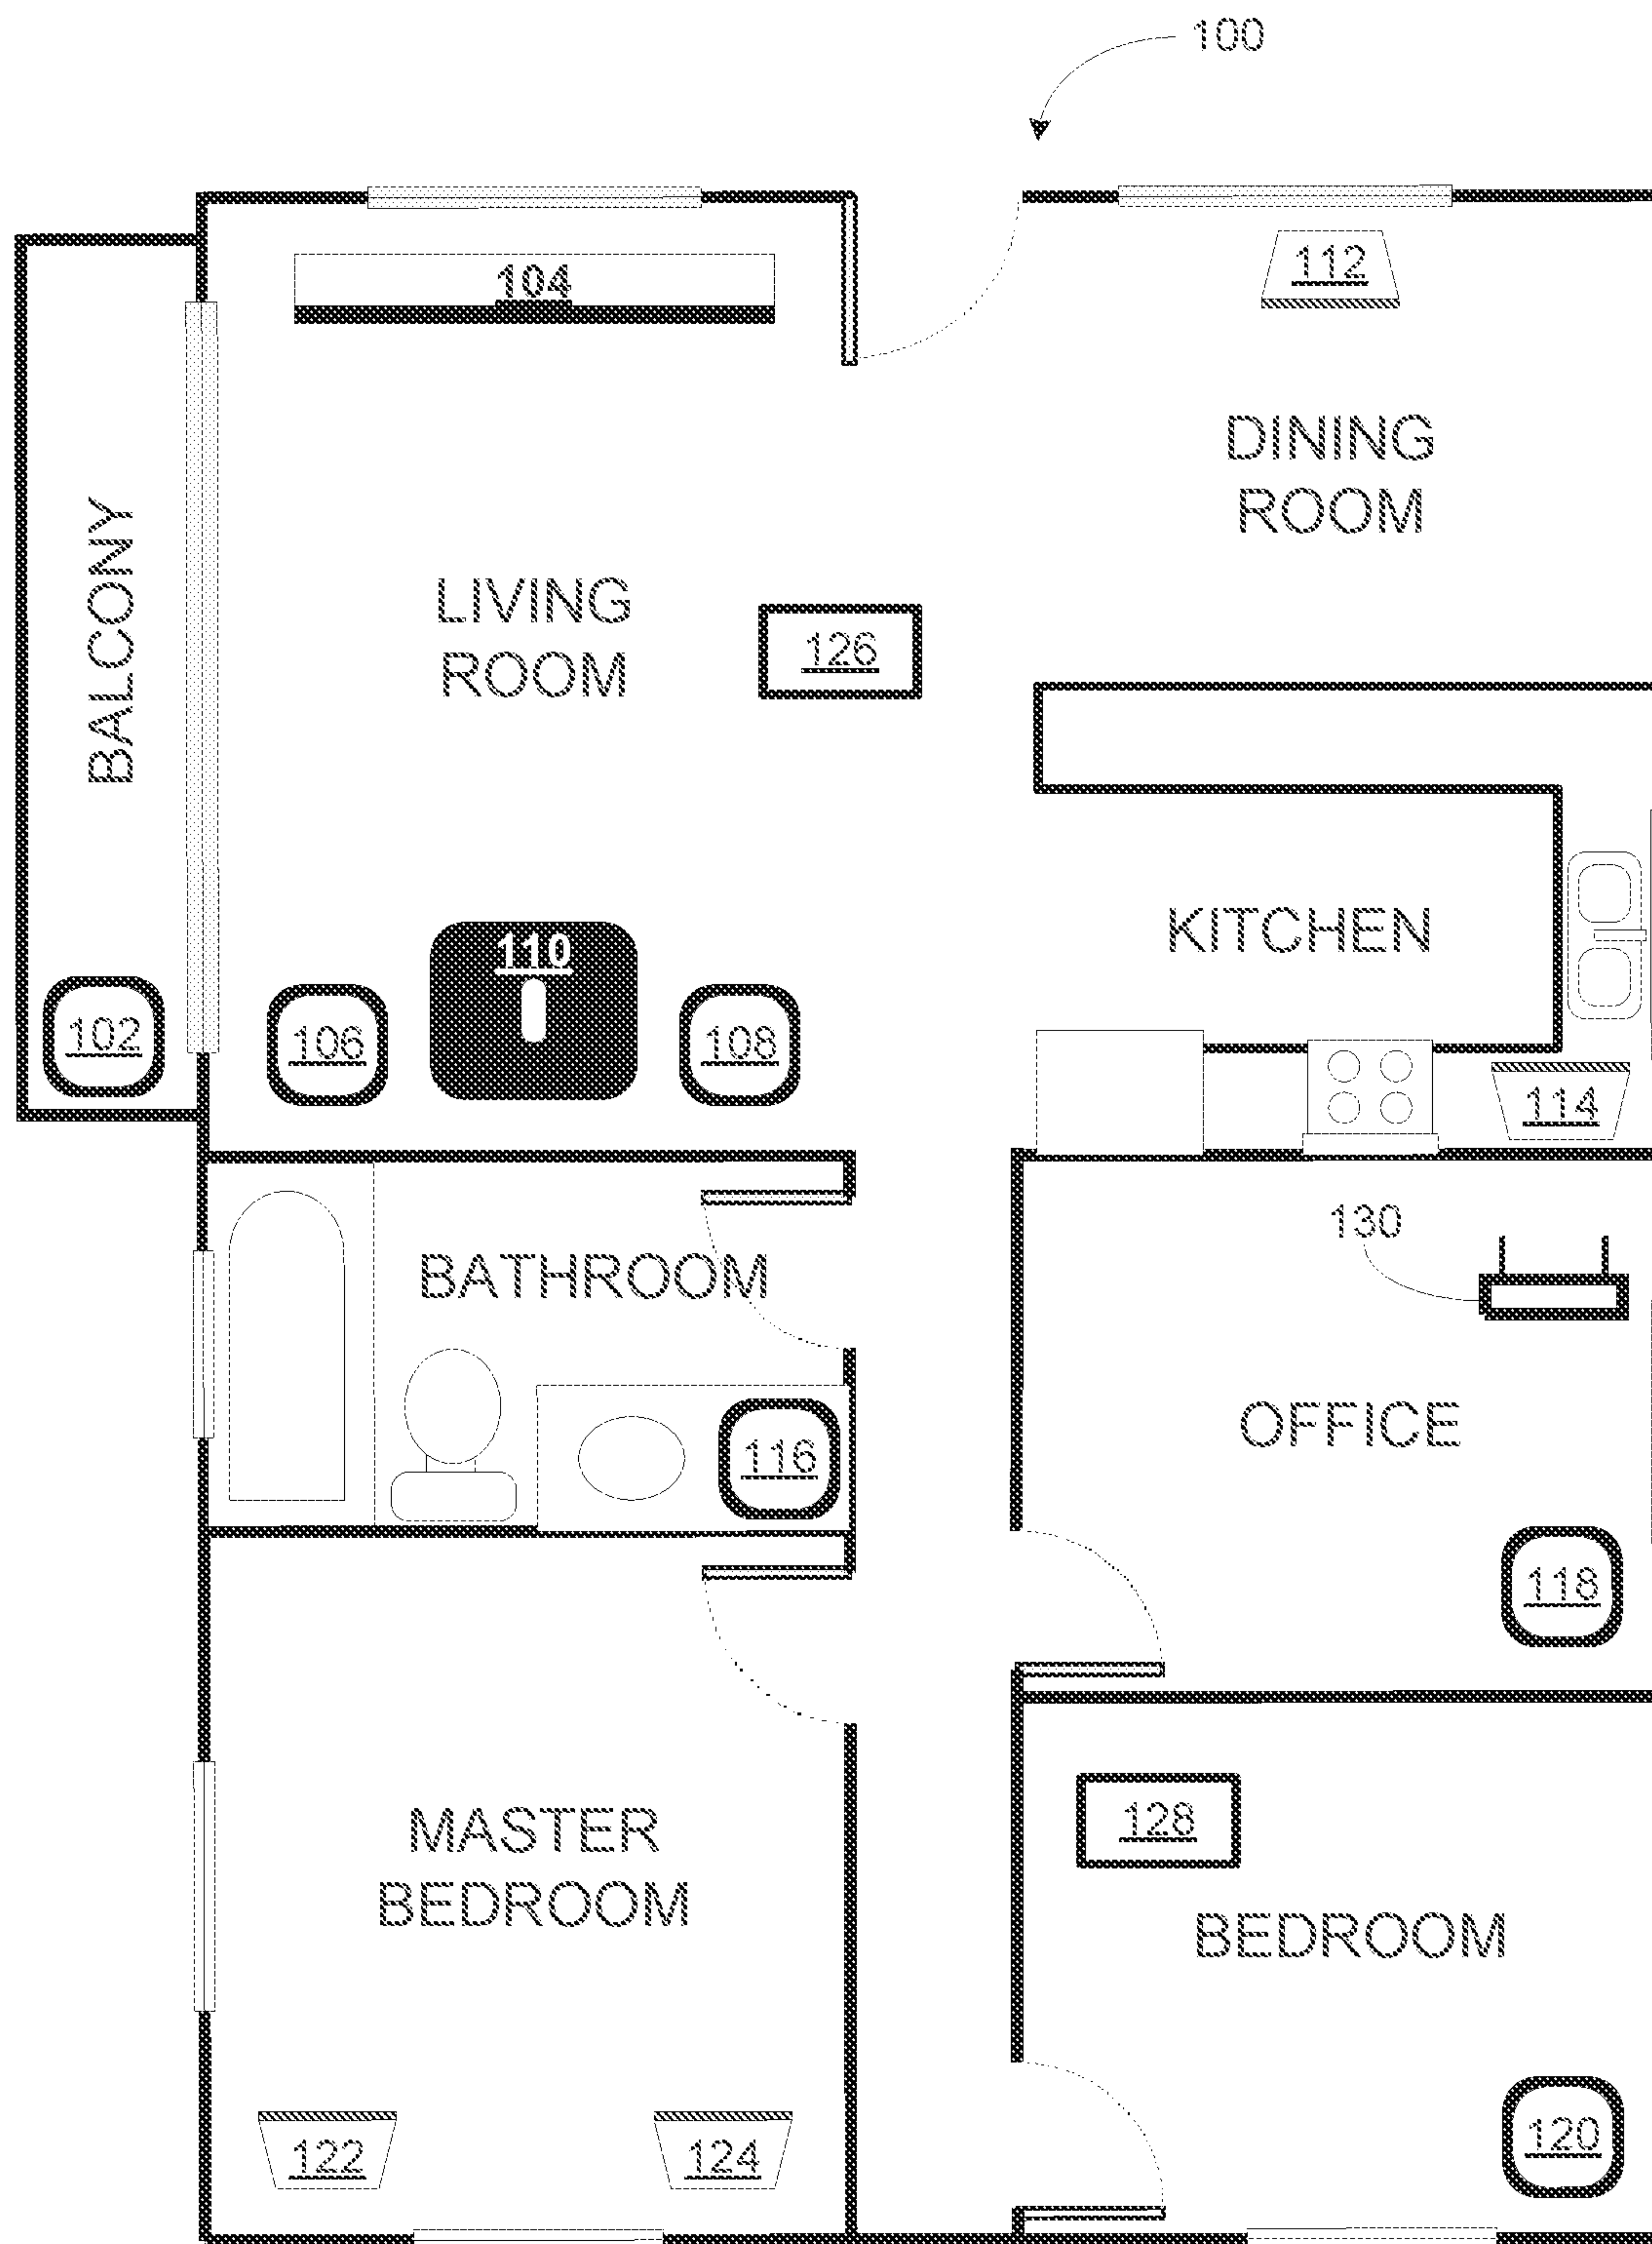 100
104
112
DINING
ROOM
BALCONY
LIVING
ROOM
126
KITCHEN
110
102
106
108
114
130
BATHROOM
OFFICE
116
118
128
MASTER
BEDROOM
BEDROOM
120
122
124